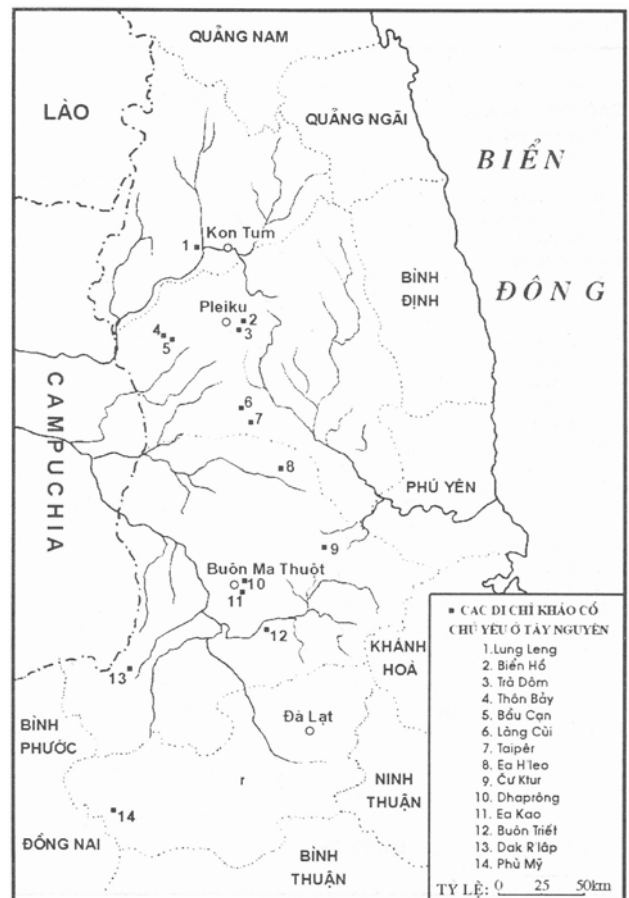 QUẢNG NAM
LÀO
QUẢNG NGÃI
BIỂN
Kon Tum
1
BÌNH
ĐỊNH
ĐÔNG
Pleiku
2
3
4
5
CAMPUCHIA
6
7
8
PHÚ YÊN
9
Buôn Ma Thuột
10
11
12
KHÁNH
HOÀ
13
Đà Lạt
BÌNH
PHƯỚC
r
NINH
THUẬN
14
ĐỒNG NAI
BÌNH
THUẬN
CÁC DI CHỈ KHẢO CỔ
CHỦ YẾU Ở TÂY NGUYÊN
1.Lung Leng
2. Biển Hồ
3. Trà Dôm
4. Thôn Bảy
5. Bầu Cạn
6. Làng Cùi
7. Taipêr
8. Ea H'leo
9. Cư Ktur
10. Dhaprông
11. Ea Kao
12. Buôn Triết
13. Dak R'lấp
14. Phù Mỹ
TỶ LỆ: 0 25 50km